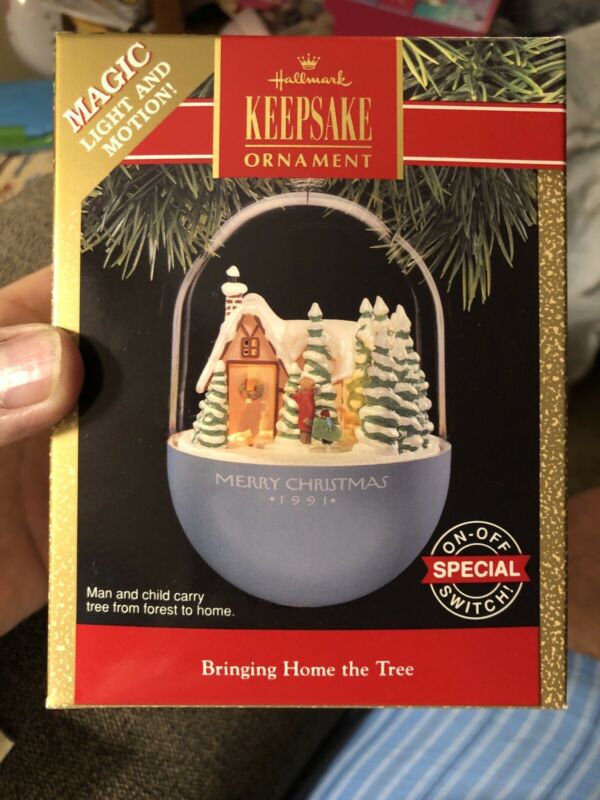 MAGIC
LIGHT AND
MOTION!
Hallmark
KEEPSAKE
ORNAMENT
MERRY CHRISTMAS
•1991•
Man and child carry
tree from forest to home.
ON-OFF
SPECIAL
SWITCH!
Bringing Home the Tree